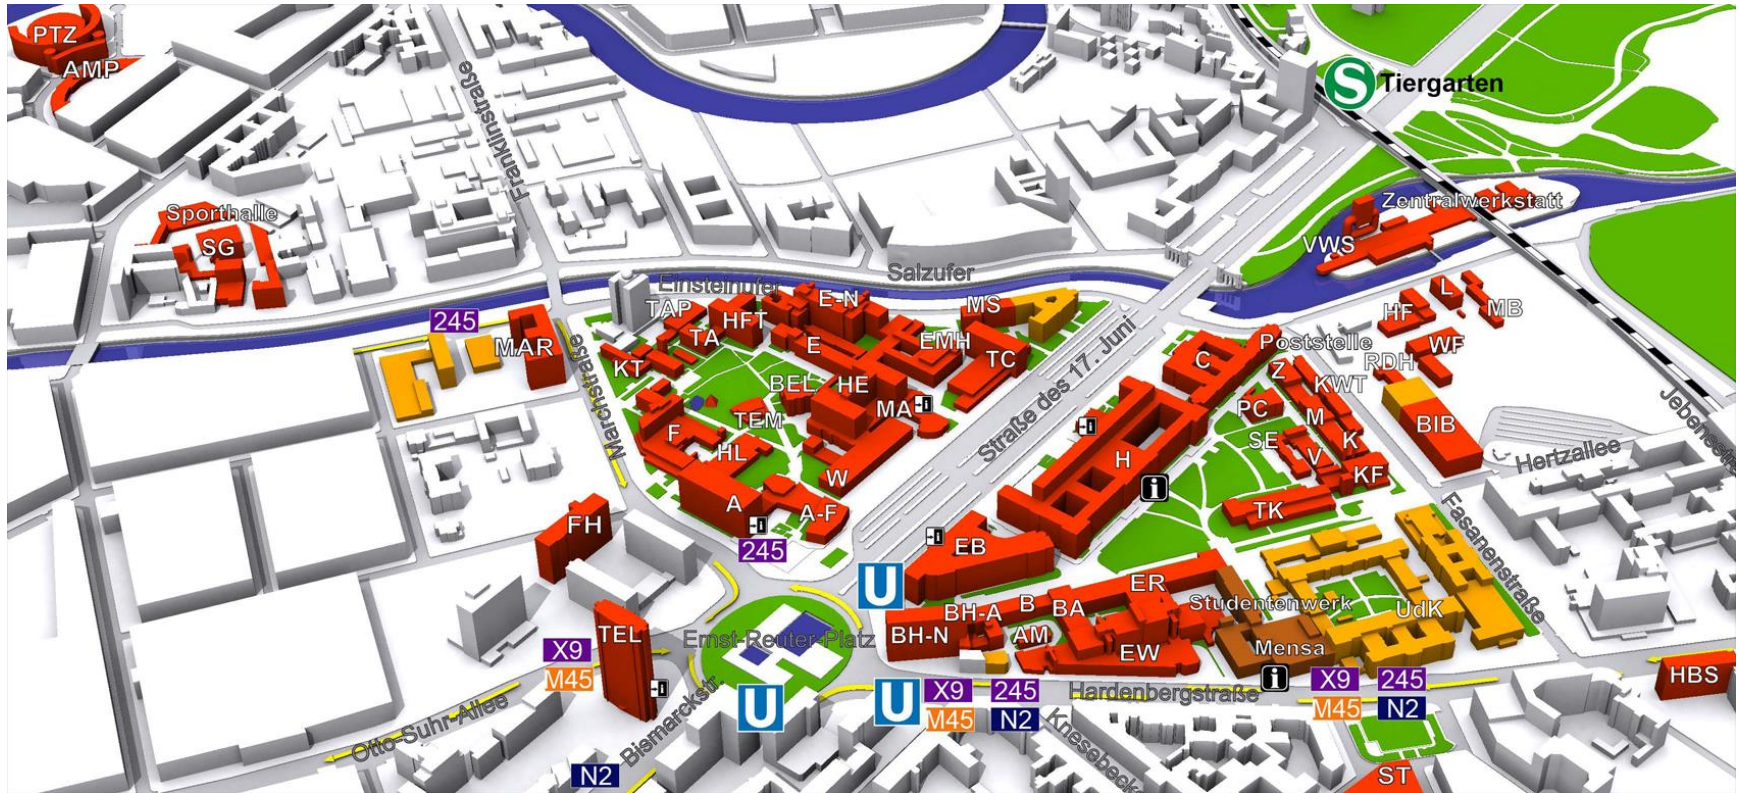 PTZ
AMP
Franklinstraße
S Tiergarten
Sporthalle
SG
Zentralwerkstatt
VWS
Salzufer
Einsteinufer
245
MAR
Marchstraße
TAP
HFT
E-N
MS
TA
E
EMH
TC
KT
BEL
HE
MA
TEM
F
HL
W
A
A-F
245
Straße des 17. Juni
C
Poststelle
HF
L
MB
WF
RDH
Z
KWT
PC
M
SE
V
K
KF
BIB
H
i
TK
Hertzallee
Fasanenstraße
FH
TEL
X9
M45
Ernst-Reuter-Platz
U
EB
BH-A
B
BA
ER
BH-N
AM
EW
Studentenwerk
Mensa
UdK
i
HBS
Otto-Suhr-Allee
Bismarckstr.
N2
U
U
X9 245
M45 N2
Hardenbergstraße
X9 245
M45 N2
ST